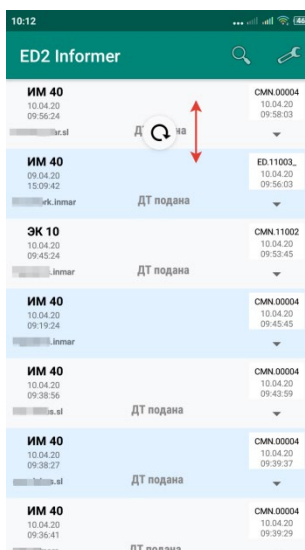 10:12
46
ED2 Informer
ИМ 40
10.04.20
09:56:24
CMN.00004
10.04.20
09:58:03
ИМ 40
09.04.20
15:09:42
.inmar
ДТ подана
ED.11003_
10.04.20
09:56:03
ЭК 10
10.04.20
09:45:24
.inmar
ДТ подана
CMN.11002
10.04.20
09:53:45
ИМ 40
10.04.20
09:19:24
.inmar
CMN.00004
10.04.20
09:45:45
ИМ 40
10.04.20
09:38:56
.sl
ДТ подана
CMN.00004
10.04.20
09:43:59
ИМ 40
10.04.20
09:38:27
.sl
ДТ подана
CMN.00004
10.04.20
09:39:37
ИМ 40
10.04.20
09:36:41
ДТ подана
CMN.00004
10.04.20
09:39:29